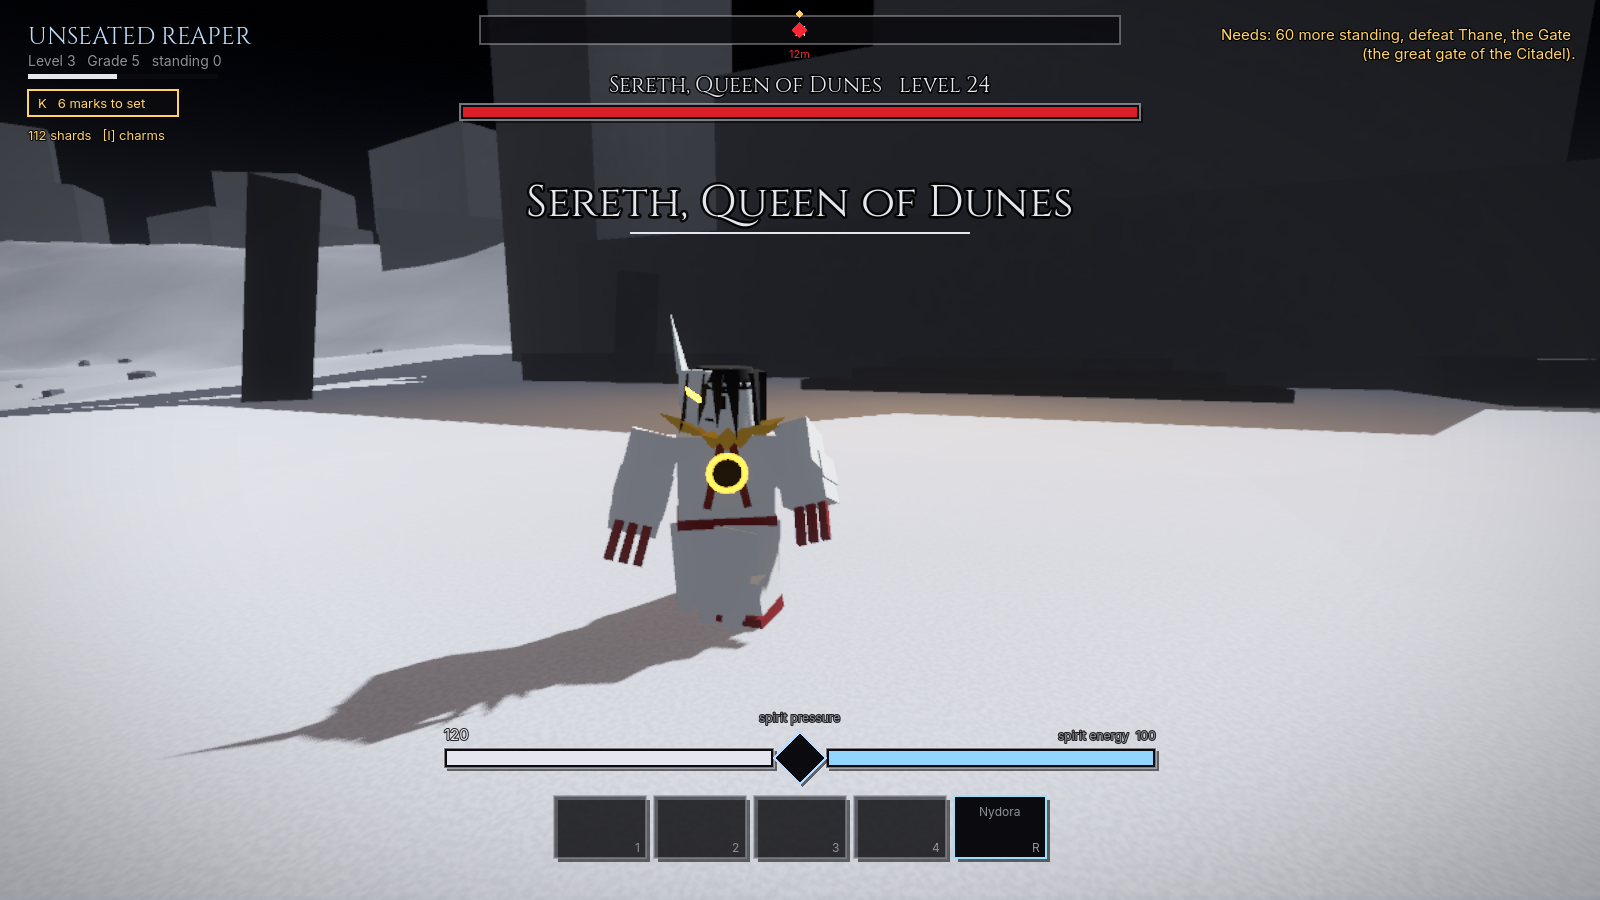 UNSEATED REAPER
Level 3 Grade 5 standing 0
K 6 marks to set
112 shards [I] charms
12m
SERETH, QUEEN OF DUNES LEVEL 24
Needs: 60 more standing, defeat Thane, the Gate
(the great gate of the Citadel).
SERETH, QUEEN OF DUNES
spirit pressure
120
spirit energy 100
1
2
3
4
Nydora
R